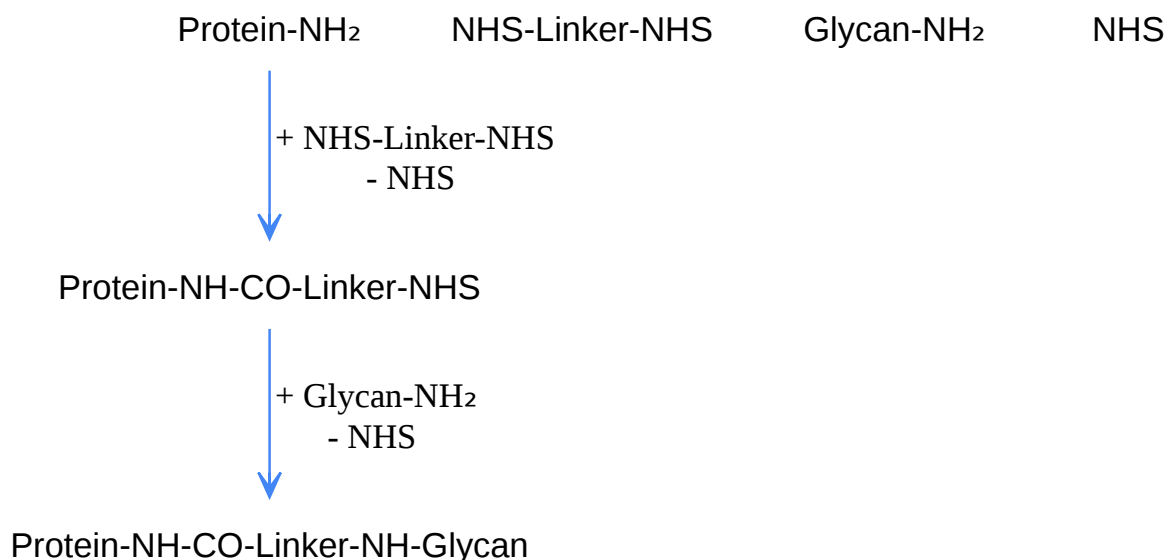 Protein-NH₂ NHS-Linker-NHS Glycan-NH₂ NHS
+ NHS-Linker-NHS
- NHS
Protein-NH-CO-Linker-NHS
+ Glycan-NH₂
- NHS
Protein-NH-CO-Linker-NH-Glycan